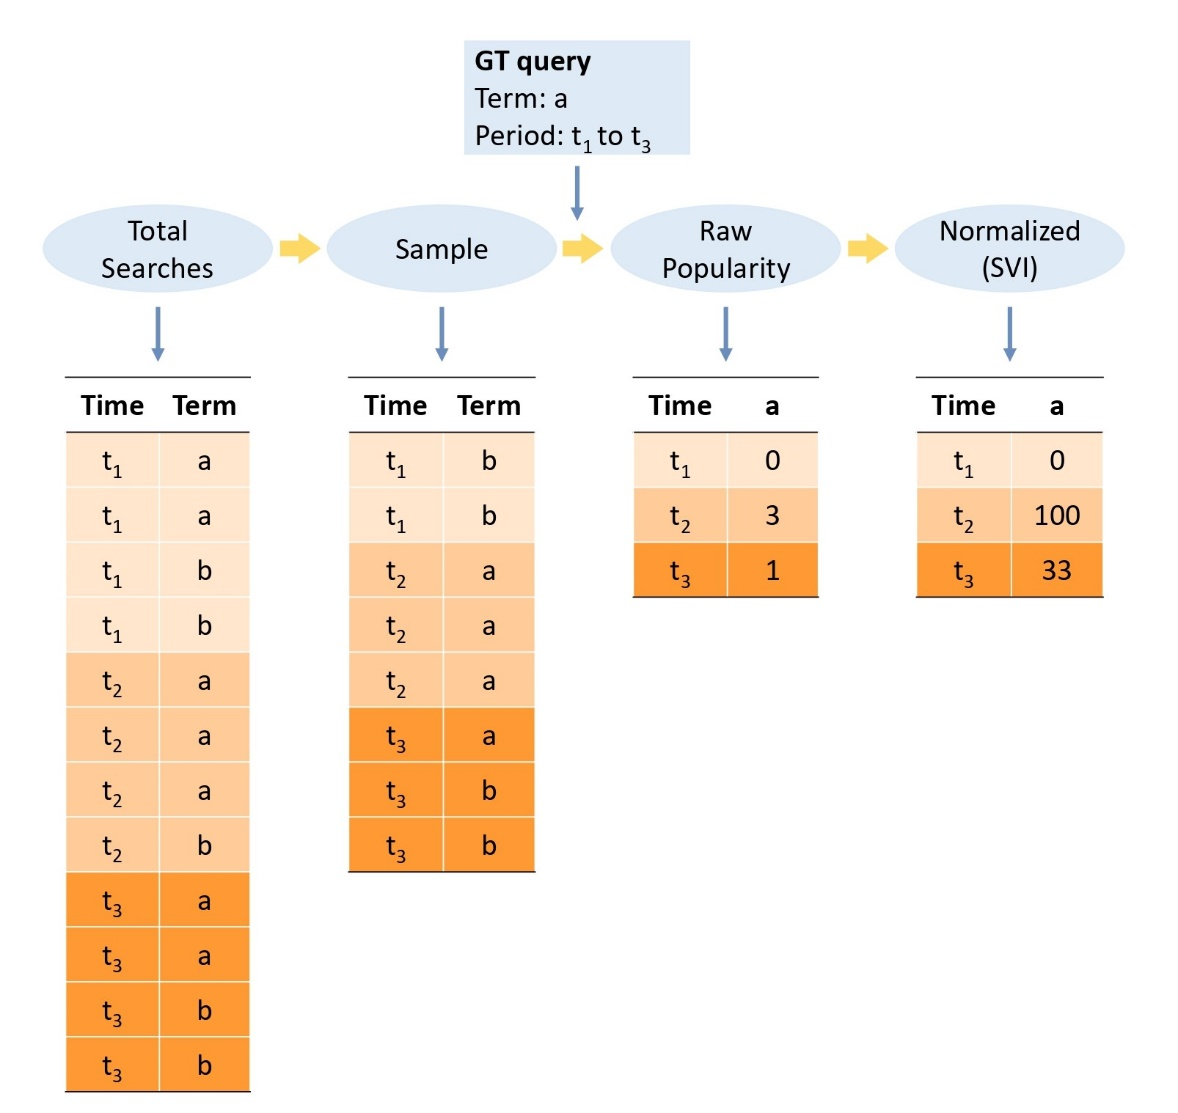 GT query
Term: a
Period: t₁ to t₃
Total
Searches
Sample
Raw
Popularity
Normalized
(SVI)
Time Term
t₁ a
t₁ a
t₁ b
t₁ b
t₂ a
t₂ a
t₂ a
t₂ b
t₃ a
t₃ a
t₃ b
t₃ b
Time Term
t₁ b
t₁ b
t₂ a
t₂ a
t₂ a
t₃ a
t₃ b
t₃ b
Time a
t₁ 0
t₂ 3
t₃ 1
Time a
t₁ 0
t₂ 100
t₃ 33